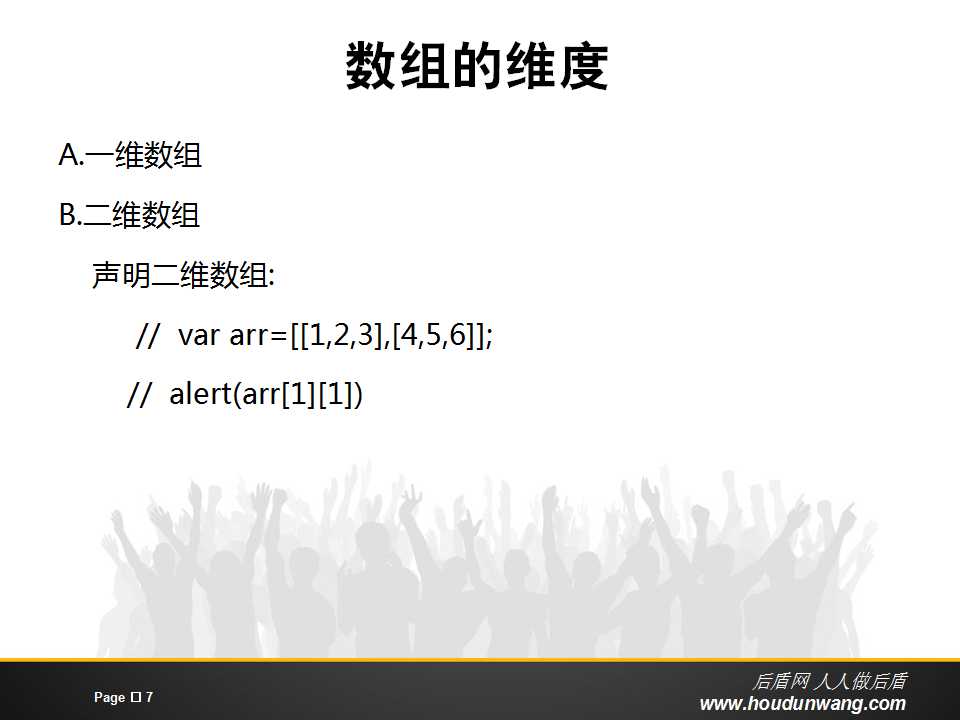 数组的维度
A.一维数组
B.二维数组
声明二维数组:
// var arr=[[1,2,3],[4,5,6]];
// alert(arr[1][1])
Page 7
后盾网 人人做后盾
www.houdunwang.com